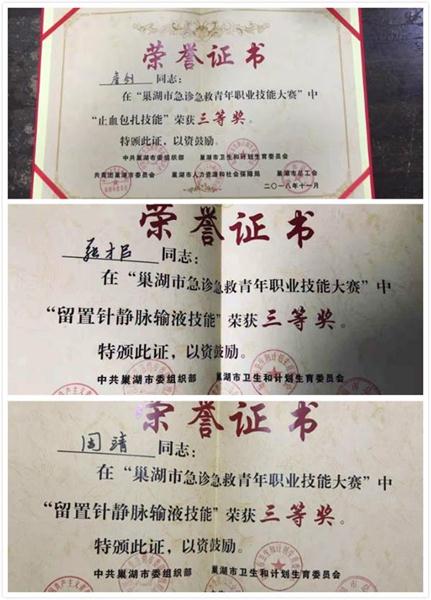 荣誉证书
同志：
在“巢湖市急诊急救青年职业技能大赛”中
“止血包扎技能”荣获三等奖。
特颁此证，以资鼓励。
中共巢湖市委组织部 巢湖市卫生和计划生育委员会
共青团巢湖市委员会 巢湖市人力资源和社会保障局 巢湖市总工会
二〇一八年十一月
荣誉证书
同志：
在“巢湖市急诊急救青年职业技能大赛”中
“留置针静脉输液技能”荣获三等奖。
特颁此证，以资鼓励。
中共巢湖市委组织部 巢湖市卫生和计划生育委员会
荣誉证书
周靖 同志：
在“巢湖市急诊急救青年职业技能大赛”中
“留置针静脉输液技能”荣获三等奖。
特颁此证，以资鼓励。
中共巢湖市委组织部 巢湖市卫生和计划生育委员会